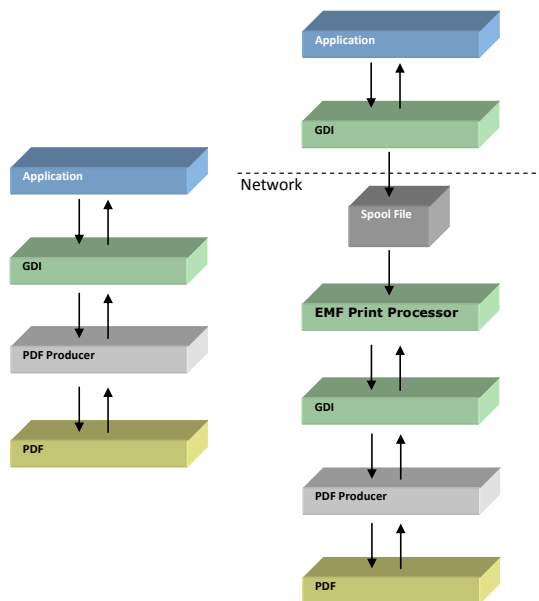 Application
GDI
PDF Producer
PDF
Application
GDI
Network
Spool File
EMF Print Processor
GDI
PDF Producer
PDF